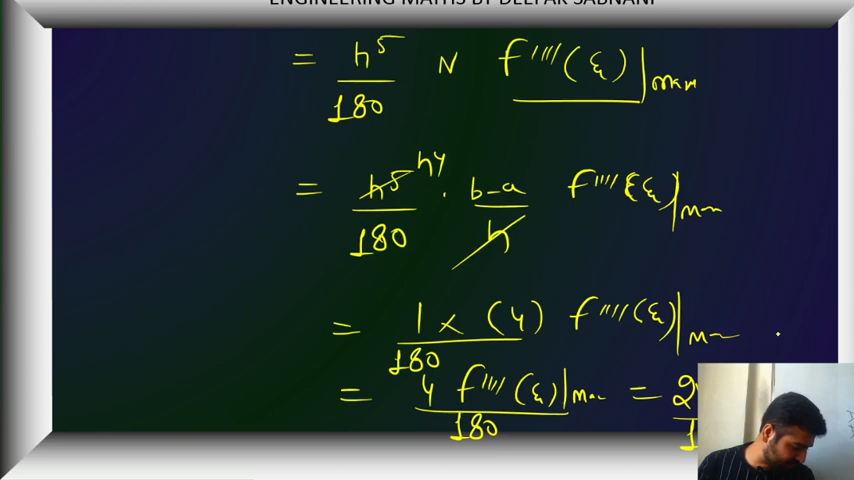 ENGINEERING MATHS BY DEEPAK SABNANI
= h⁵/180 N f''''(ξ)|max
= h⁵/180 h⁴ · b-a/h f''''(ξ)|max
= 1/180 × (4) f''''(ξ)|max
= 4 f''''(ξ)|max/180 = 2